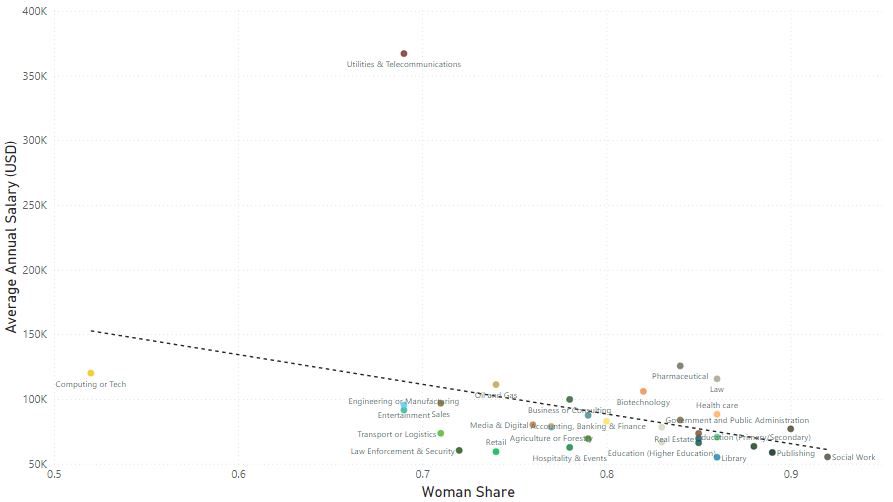 400K
Utilities & Telecommunications
350K
300K
250K
200K
150K
100K
50K
Average Annual Salary (USD)
Computing or Tech
Pharmaceutical
Law
Oil and Gas
Biotechnology
Engineering or Manufacturing
Health care
Business or Consulting
Entertainment
Sales
Government and Public Administration
Media & Digital
Accounting, Banking & Finance
Transport or Logistics
Agriculture or Forestry
Real Estate
Education (Primary/Secondary)
Retail
Law Enforcement & Security
Education (Higher Education)
Hospitality & Events
Library
Publishing
Social Work
0.5
0.6
0.7
0.8
0.9
Woman Share